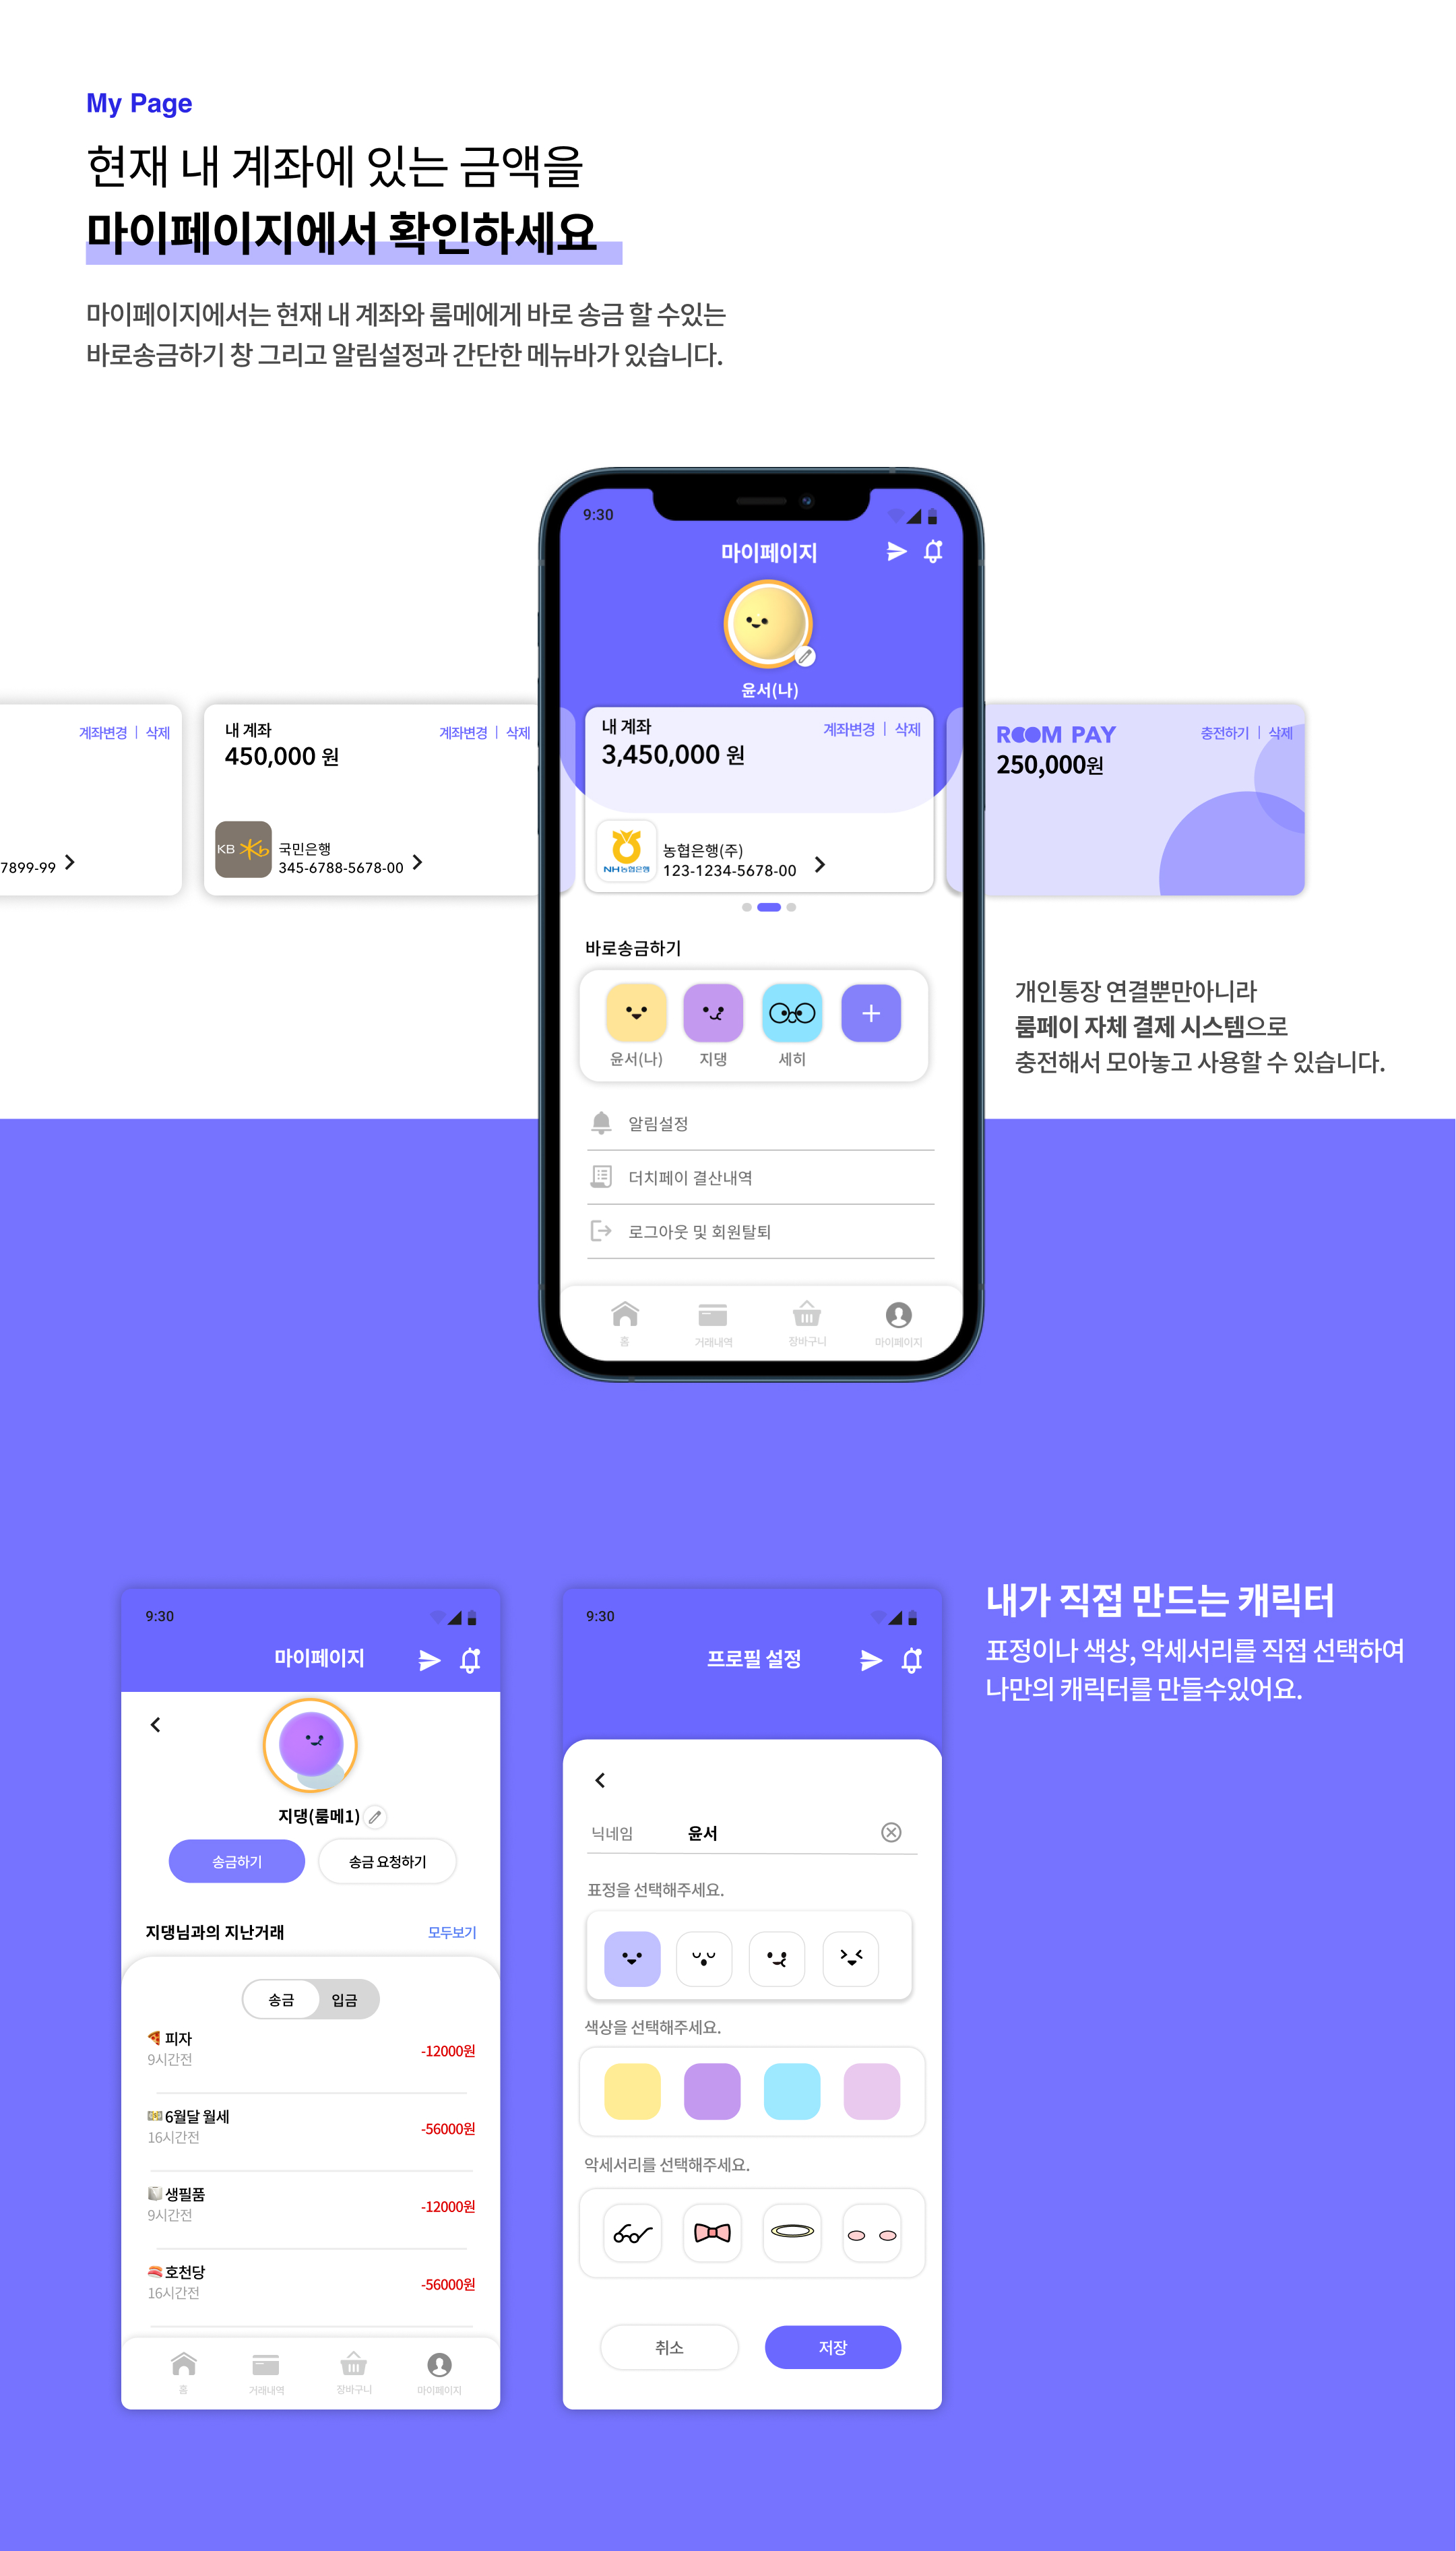 My Page
현재 내 계좌에 있는 금액을
마이페이지에서 확인하세요
마이페이지에서는 현재 내 계좌와 룸메에게 바로 송금 할 수있는
바로송금하기 창 그리고 알림설정과 간단한 메뉴바가 있습니다.
9:30
마이페이지
윤서(나)
계좌변경 | 삭제
7899-99
내 계좌
계좌변경 | 삭제
450,000 원
KB
국민은행
345-6788-5678-00
내 계좌
계좌변경 | 삭제
3,450,000 원
NH농협은행
농협은행(주)
123-1234-5678-00
ROOM PAY
충전하기 | 삭제
250,000원
바로송금하기
윤서(나)
지댕
세히
알림설정
더치페이 결산내역
로그아웃 및 회원탈퇴
홈
거래내역
장바구니
마이페이지
개인통장 연결뿐만아니라
룸페이 자체 결제 시스템으로
충전해서 모아놓고 사용할 수 있습니다.
9:30
마이페이지
지댕(룸메1)
송금하기
송금 요청하기
지댕님과의 지난거래
모두보기
송금
입금
피자
9시간전
-12000원
6월달 월세
16시간전
-56000원
생필품
9시간전
-12000원
호천당
16시간전
-56000원
홈
거래내역
장바구니
마이페이지
9:30
프로필 설정
닉네임
윤서
표정을 선택해주세요.
색상을 선택해주세요.
악세서리를 선택해주세요.
취소
저장
내가 직접 만드는 캐릭터
표정이나 색상, 악세서리를 직접 선택하여
나만의 캐릭터를 만들수있어요.